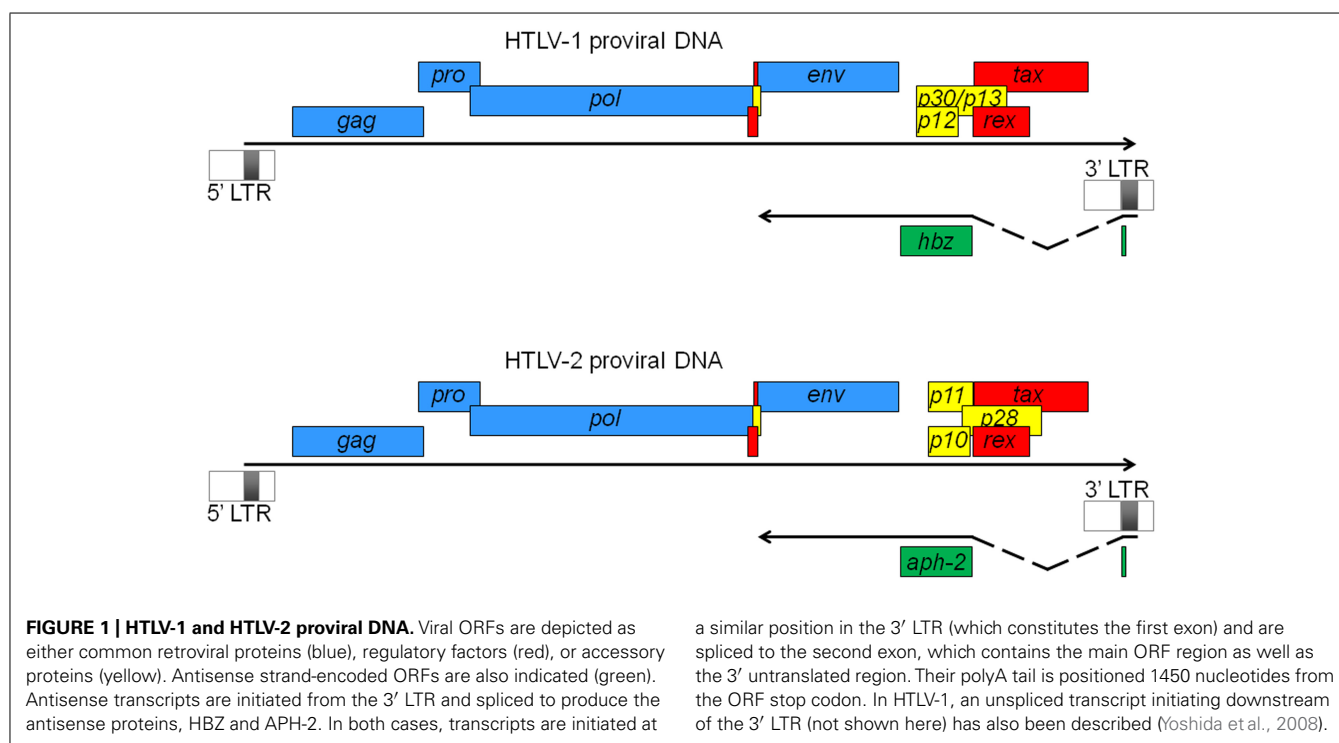 HTLV-1 proviral DNA
pro
env
tax
pol
p30/p13
gag
p12
rex
5' LTR
3' LTR
hbz
HTLV-2 proviral DNA
pro
env
p11
tax
pol
p28
gag
p10
rex
5' LTR
3' LTR
aph-2
FIGURE 1 | HTLV-1 and HTLV-2 proviral DNA. Viral ORFs are depicted as
either common retroviral proteins (blue), regulatory factors (red), or accessory
proteins (yellow). Antisense strand-encoded ORFs are also indicated (green).
Antisense transcripts are initiated from the 3′ LTR and spliced to produce the
antisense proteins, HBZ and APH-2. In both cases, transcripts are initiated at
a similar position in the 3′ LTR (which constitutes the first exon) and are
spliced to the second exon, which contains the main ORF region as well as
the 3′ untranslated region. Their polyA tail is positioned 1450 nucleotides from
the ORF stop codon. In HTLV-1, an unspliced transcript initiating downstream
of the 3′ LTR (not shown here) has also been described (Yoshida et al., 2008).